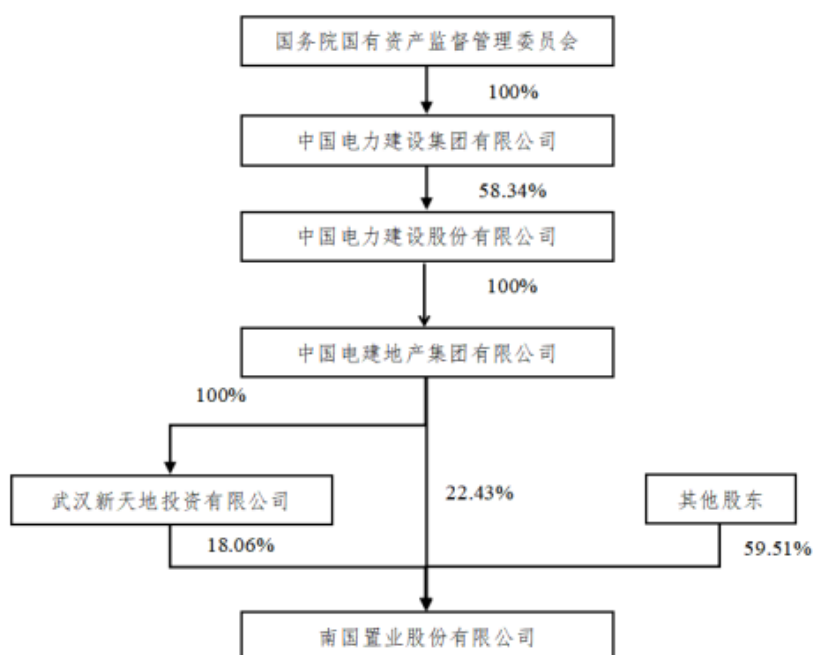 国务院国有资产监督管理委员会
100%
中国电力建设集团有限公司
58.34%
中国电力建设股份有限公司
100%
中国电建地产集团有限公司
100%
武汉新天地投资有限公司
22.43%
其他股东
18.06%
59.51%
南国置业股份有限公司